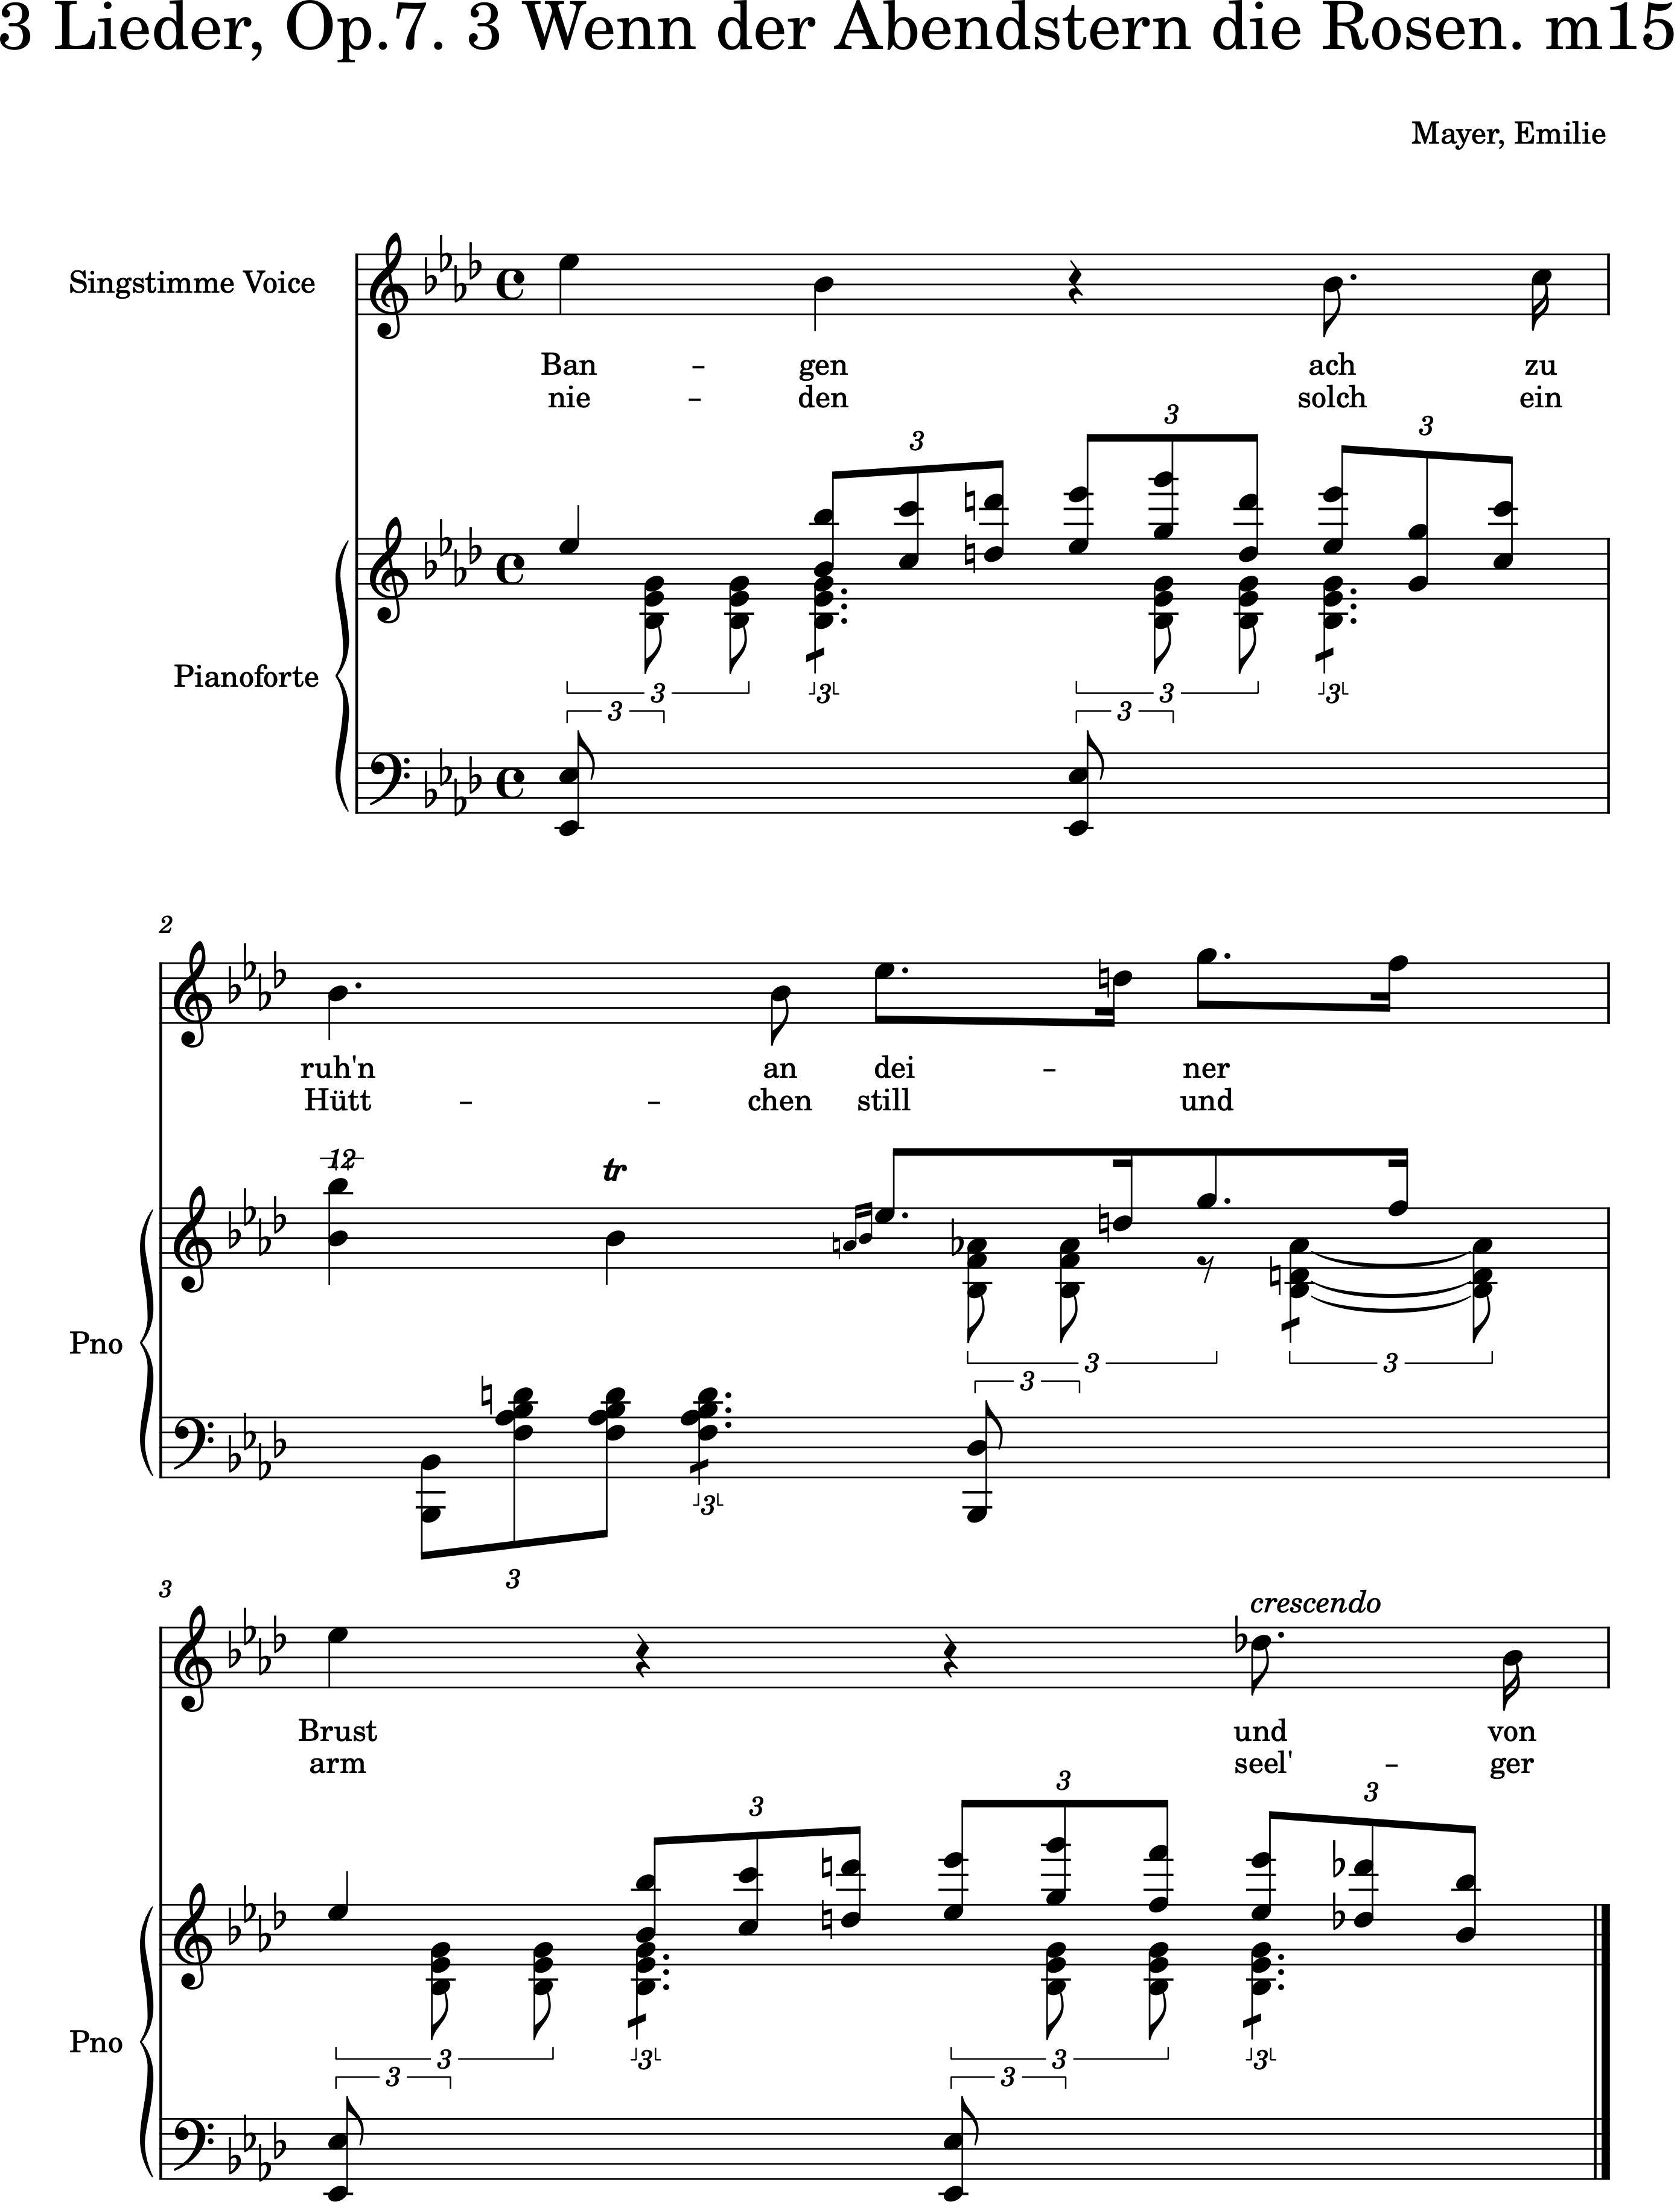 3 Lieder, Op.7. 3 Wenn der Abendstern die Rosen. m15
Mayer, Emilie
Singstimme Voice
Ban - gen ach zu
nie - den solch ein
3 3 3
Pianoforte
3 3 3 3
3 3
2
ruh'n an dei - ner
Hütt - - chen still und
12 tr
Pno
3 3
3
3
3
3
crescendo
Brust und von
arm seel' - ger
3 3 3
Pno
3 3 3 3
3 3